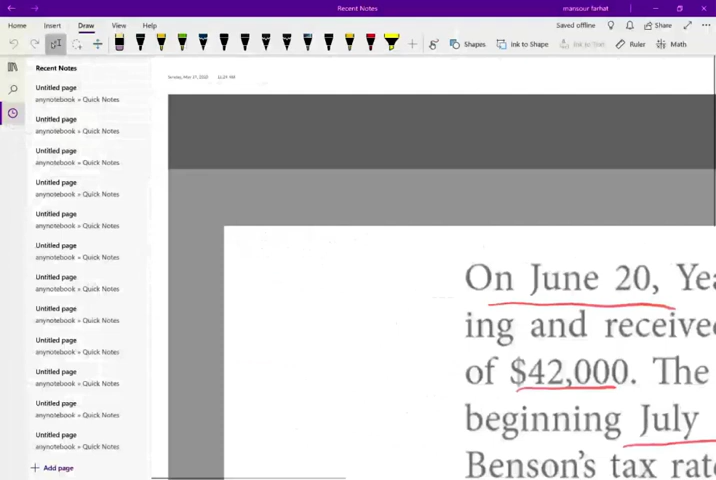 Recent Notes
mansour farhat
Home Insert Draw View Help
Saved offline Share
Shapes Ink to Shape Ruler Math
Recent Notes
Untitled page
anynotebook » Quick Notes
Untitled page
anynotebook » Quick Notes
Untitled page
anynotebook » Quick Notes
Untitled page
anynotebook » Quick Notes
Untitled page
anynotebook » Quick Notes
Untitled page
anynotebook » Quick Notes
Untitled page
anynotebook » Quick Notes
Untitled page
anynotebook » Quick Notes
Untitled page
anynotebook » Quick Notes
Untitled page
anynotebook » Quick Notes
Untitled page
anynotebook » Quick Notes
Untitled page
anynotebook » Quick Notes
Add page
On June 20, Yea
ing and receive
of $42,000. The
beginning July
Benson's tax rat